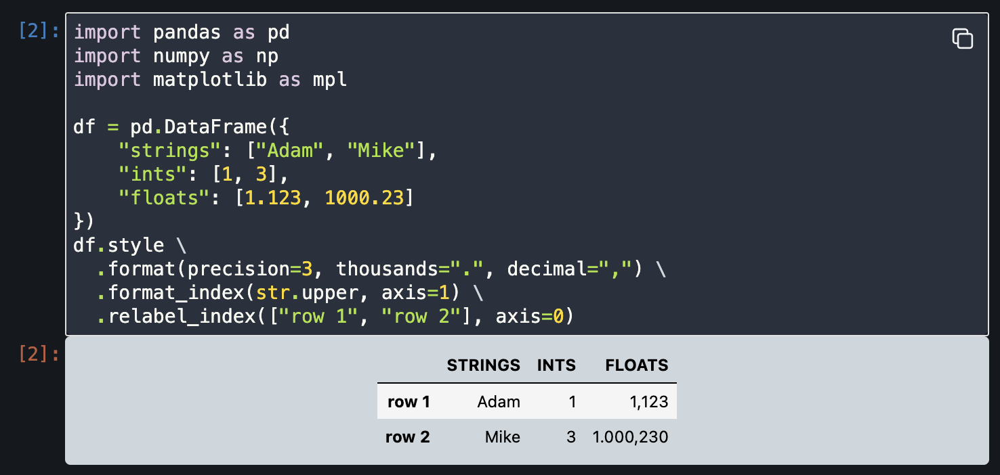 [2]:
import pandas as pd
import numpy as np
import matplotlib as mpl

df = pd.DataFrame({
    "strings": ["Adam", "Mike"],
    "ints": [1, 3],
    "floats": [1.123, 1000.23]
})
df.style \
  .format(precision=3, thousands=".", decimal=",") \
  .format_index(str.upper, axis=1) \
  .relabel_index(["row 1", "row 2"], axis=0)
[2]:
STRINGS INTS FLOATS
row 1 Adam 1 1,123
row 2 Mike 3 1.000,230